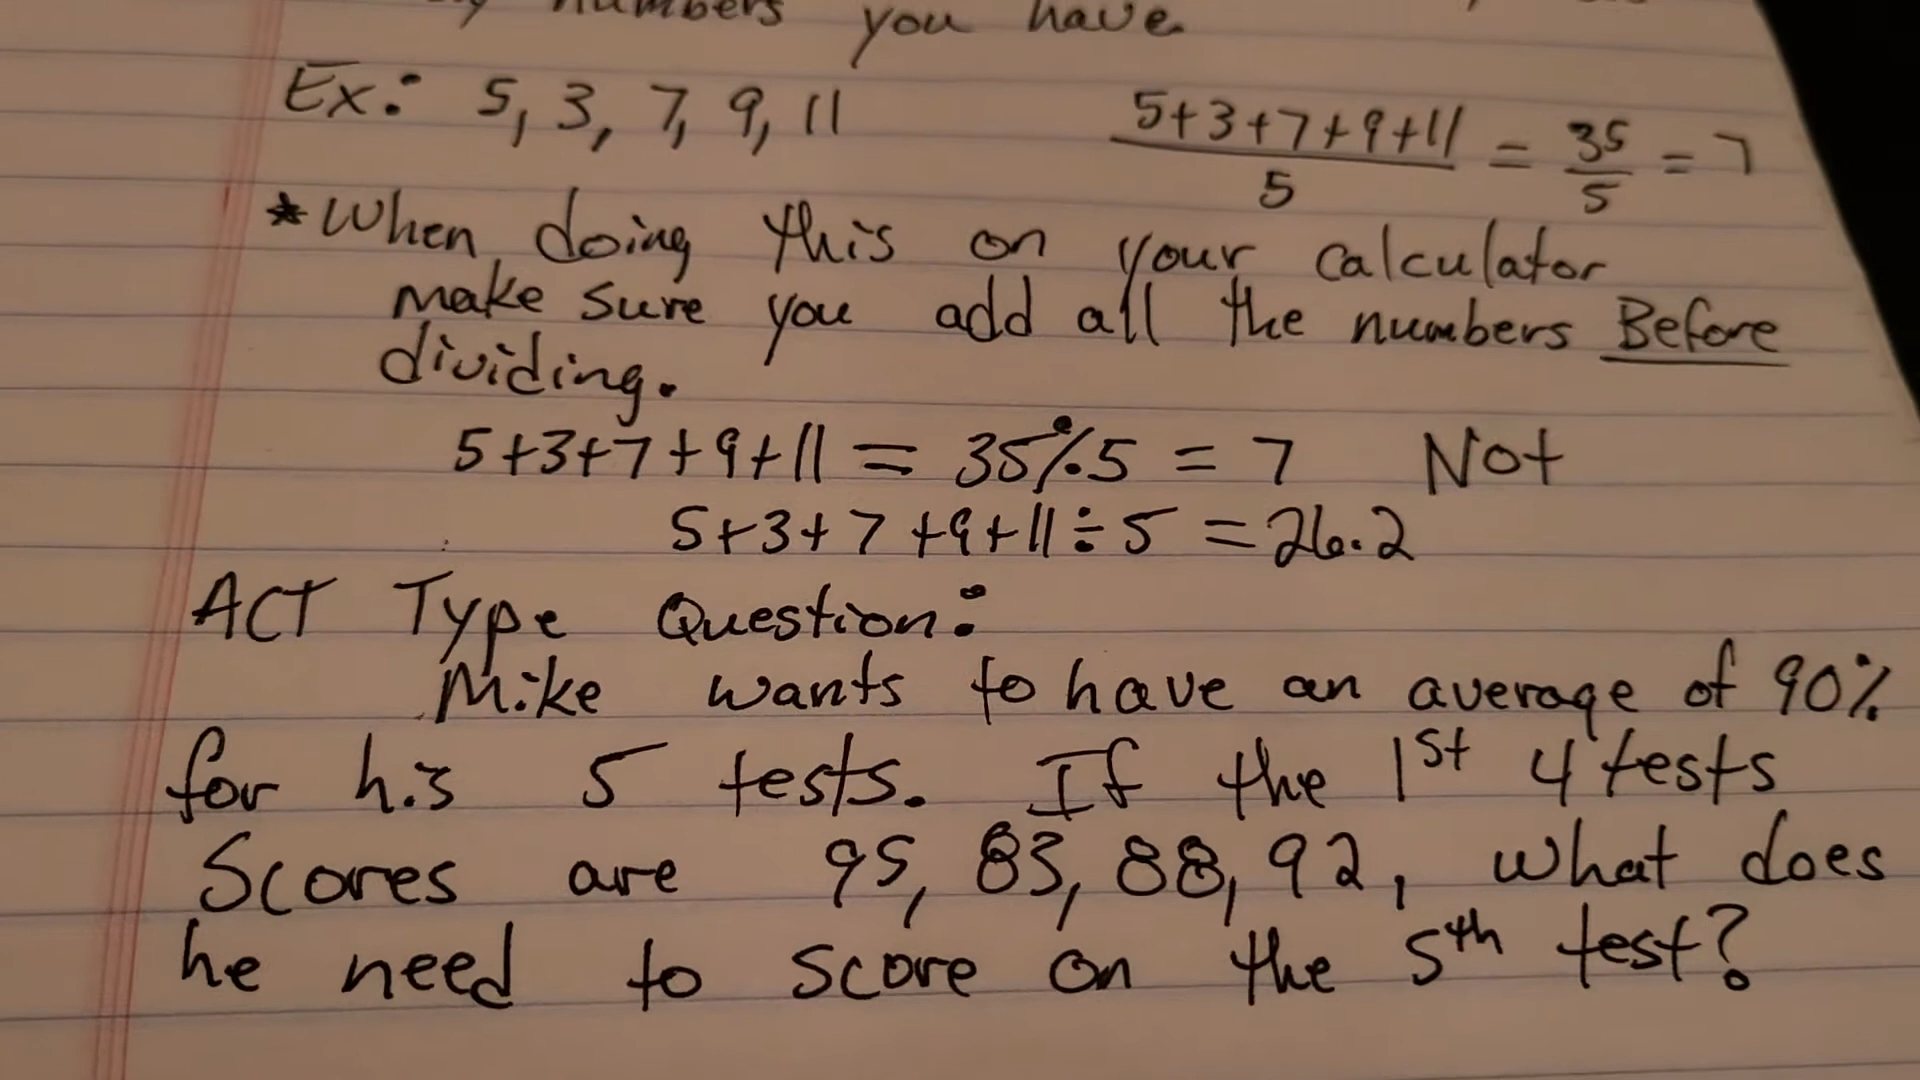 numbers you have.
Ex: 5, 3, 7, 9, 11
5+3+7+9+11 / 5 = 35/5 = 7
* When doing this on your calculator
make sure you add all the numbers Before
dividing.
5+3+7+9+11 = 35 ÷ 5 = 7 Not
5+3+7+9+11÷5 = 26.2
ACT Type Question:
Mike wants to have an average of 90%
for his 5 tests. If the 1st 4 tests
Scores are 95, 83, 88, 92, what does
he need to score on the 5th test?